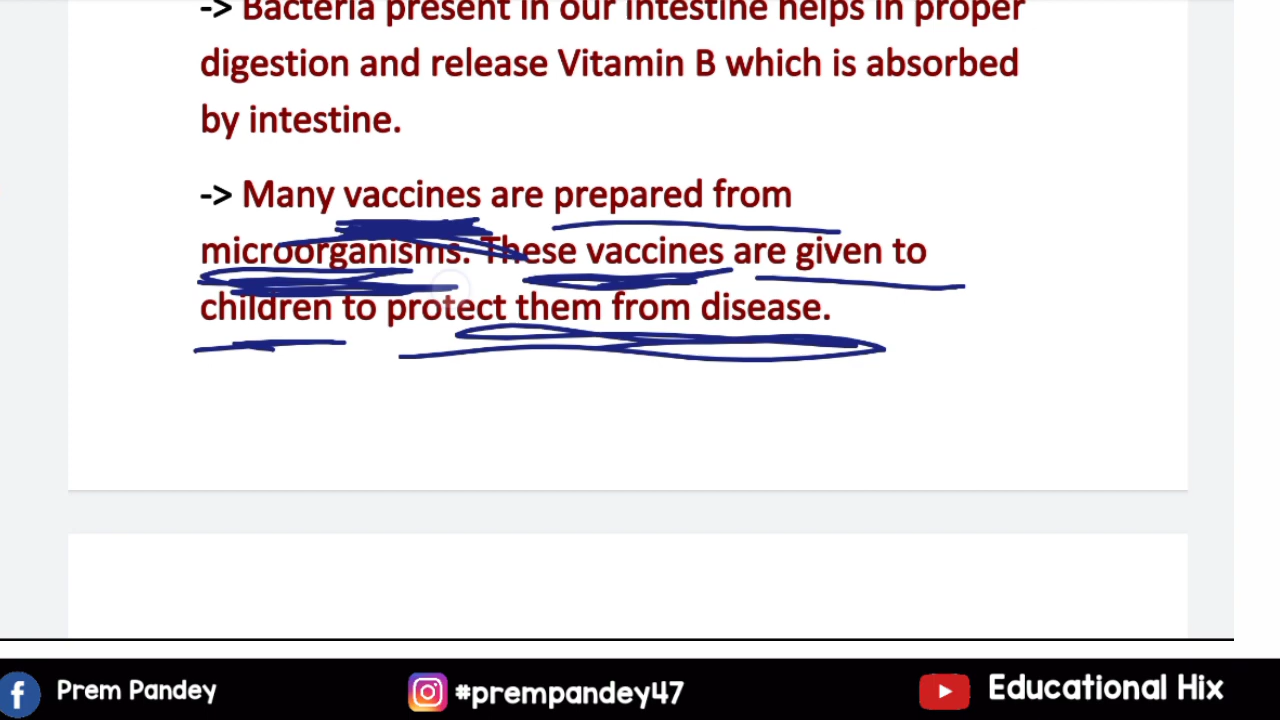 -> Bacteria present in our intestine helps in proper
digestion and release Vitamin B which is absorbed
by intestine.
-> Many vaccines are prepared from
microorganisms. These vaccines are given to
children to protect them from disease.
Prem Pandey
#prempandey47
Educational Hix